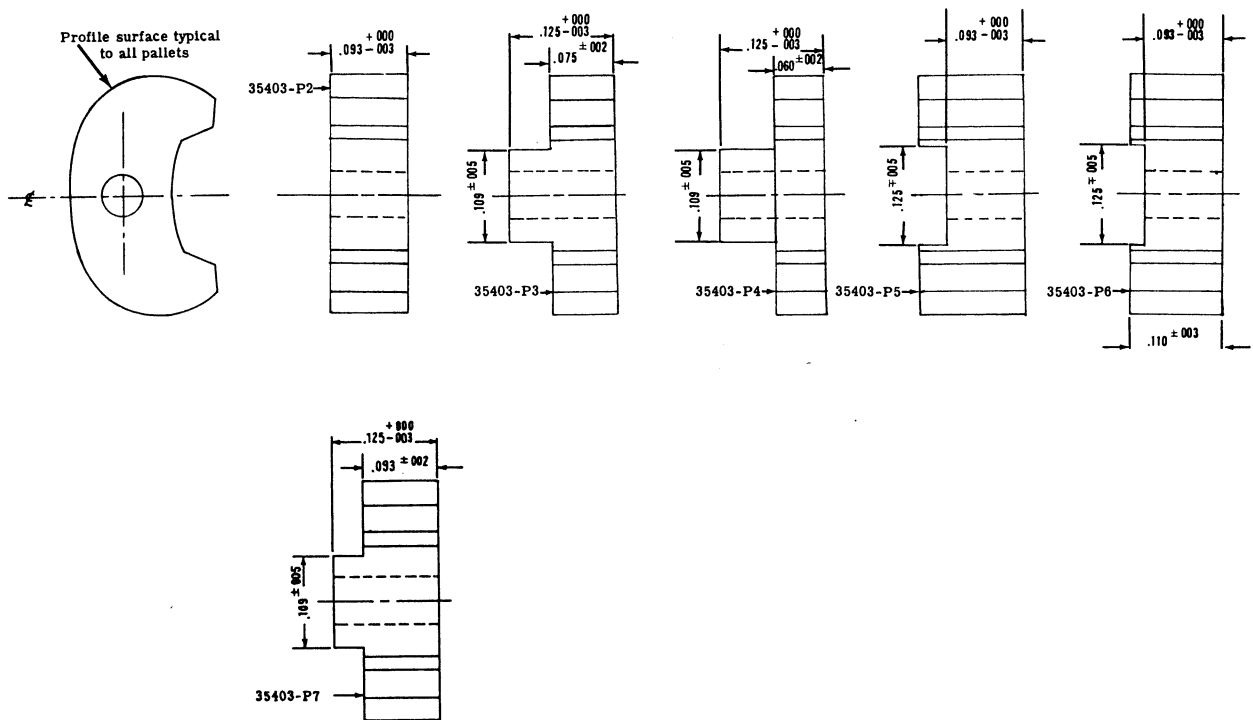 Profile surface typical
to all pallets
+000
.093-003
35403-P2
+000
.125-003
.075 ±002
.109 ±005
35403-P3
+000
.125-003
.060 ±002
.109 ±005
35403-P4
+000
.093-003
.125 ∓005
35403-P5
+000
.093-003
.125 ∓005
35403-P6
.110 ±003
+000
.125-003
.093 ±002
.109 ±005
35403-P7